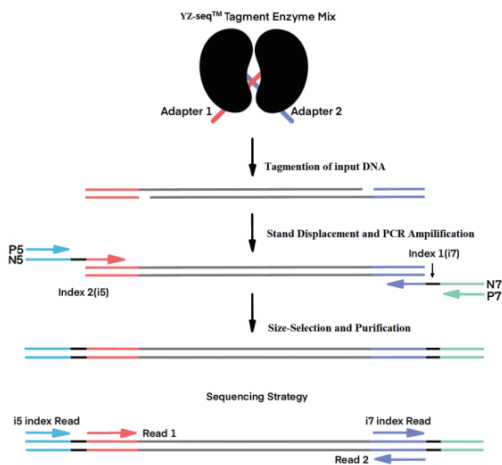 YZ-seq™ Tagment Enzyme Mix
Adapter 1
Adapter 2
Tagmention of input DNA
Stand Displacement and PCR Ampilification
P5
N5
Index 1(i7)
Index 2(i5)
N7
P7
Size-Selection and Purification
Sequencing Strategy
i5 index Read
Read 1
i7 index Read
Read 2